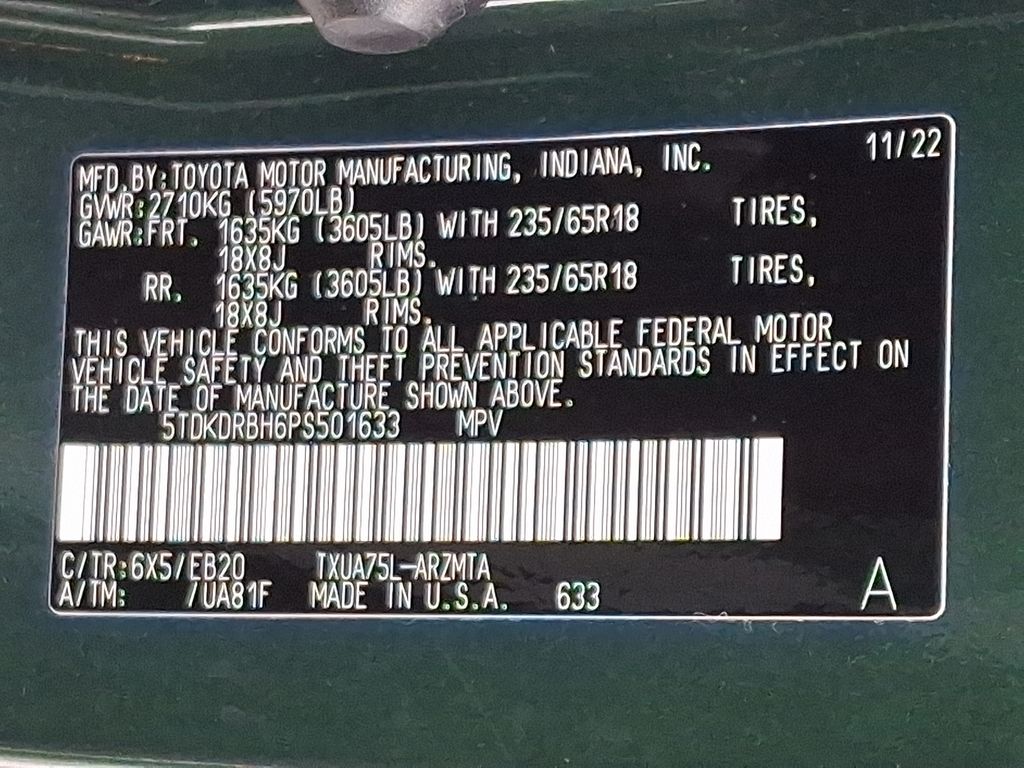 11/22
MFD.BY:TOYOTA MOTOR MANUFACTURING, INDIANA, INC.
GVWR:2710KG (5970LB)
GAWR:FRT. 1635KG (3605LB) WITH 235/65R18 TIRES,
18X8J RIMS.
RR. 1635KG (3605LB) WITH 235/65R18 TIRES,
18X8J RIMS.
THIS VEHICLE CONFORMS TO ALL APPLICABLE FEDERAL MOTOR
VEHICLE SAFETY AND THEFT PREVENTION STANDARDS IN EFFECT ON
THE DATE OF MANUFACTURE SHOWN ABOVE.
5TDKDRBH6PS501633 MPV
C/TR:6X5/EB20 TXUA75L-ARZMTA
A/TM: /UA81F MADE IN U.S.A. 633
A